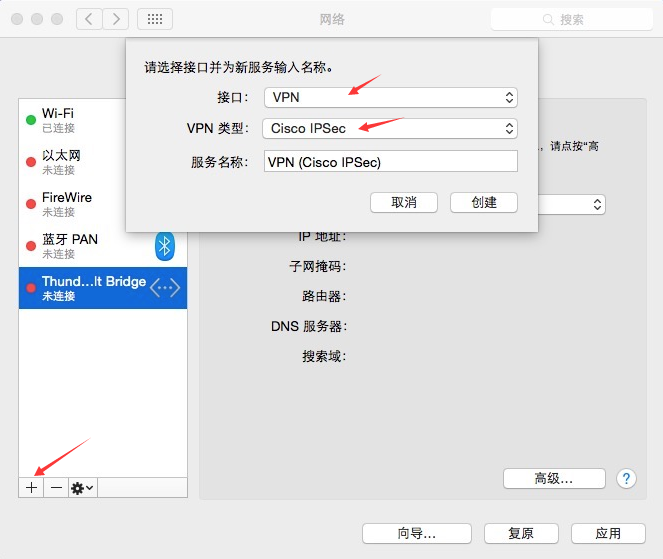 网络
搜索
请选择接口并为新服务输入名称。
接口： VPN
VPN 类型： Cisco IPSec
服务名称： VPN (Cisco IPSec)
取消 创建
Wi-Fi
已连接
以太网
未连接
FireWire
未连接
蓝牙 PAN
未连接
Thund...lt Bridge
未连接
，请点按“高
IP 地址：
子网掩码：
路由器：
DNS 服务器：
搜索域：
高级... ?
向导... 复原 应用